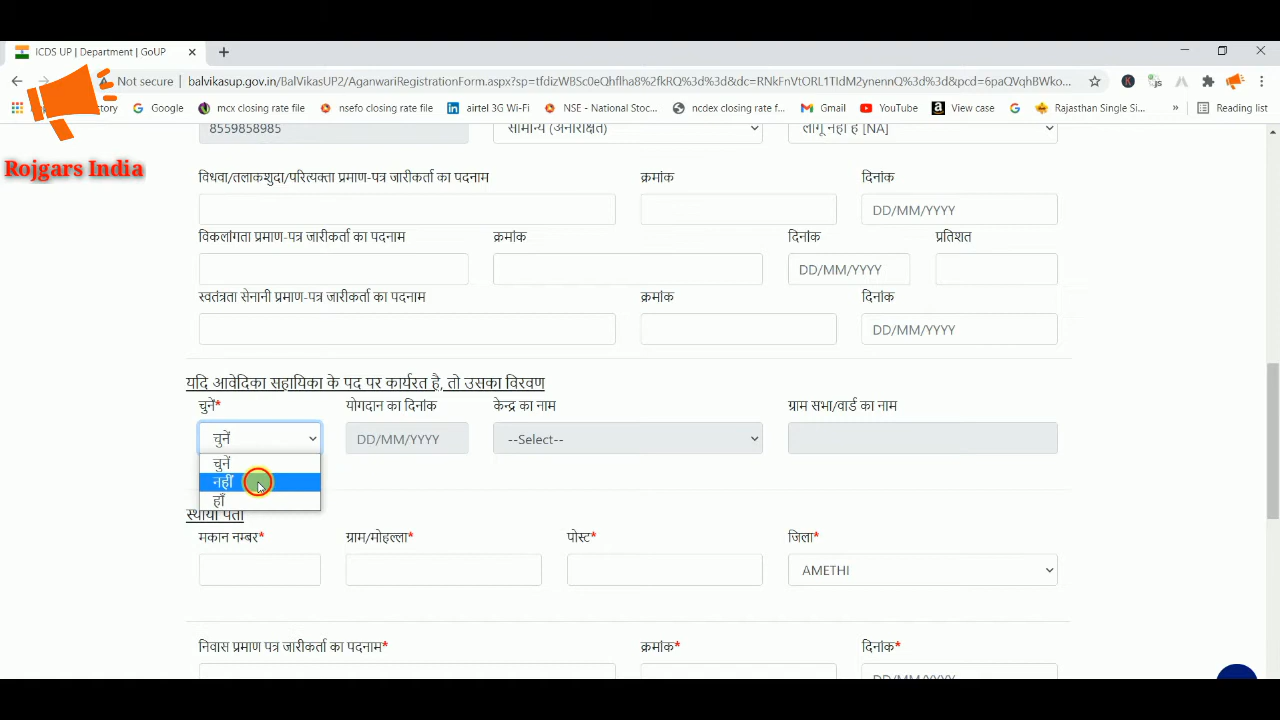 ICDS UP | Department | GoUP
Not secure | balvikasup.gov.in/BalVikasUP2/AganwariRegistrationForm.aspx?sp=tfdizWBSc0eQhflha8%2fkRQ%3d%3d&dc=RNkFnVtORL1TIdM2ynennQ%3d%3d&pcd=6paQVqhBWko...
Google mcx closing rate file nsefo closing rate file airtel 3G Wi-Fi NSE - National Stoc... ncdex closing rate f... Gmail YouTube View case Rajasthan Single Si... » Reading list
Rojgars India
8559858985 सामान्य (अनारक्षित) लागू नहीं है [NA]
विधवा/तलाकशुदा/परित्यक्ता प्रमाण-पत्र जारीकर्ता का पदनाम क्रमांक दिनांक
DD/MM/YYYY
विकलांगता प्रमाण-पत्र जारीकर्ता का पदनाम क्रमांक दिनांक प्रतिशत
DD/MM/YYYY
स्वतंत्रता सेनानी प्रमाण-पत्र जारीकर्ता का पदनाम क्रमांक दिनांक
DD/MM/YYYY
यदि आवेदिका सहायिका के पद पर कार्यरत है, तो उसका विरवण
चुनें* योगदान का दिनांक केन्द्र का नाम ग्राम सभा/वार्ड का नाम
चुनें DD/MM/YYYY --Select--
चुनें
नहीं
हाँ
स्थायी पता
मकान नम्बर* ग्राम/मोहल्ला* पोस्ट* जिला*
AMETHI
निवास प्रमाण पत्र जारीकर्ता का पदनाम* क्रमांक* दिनांक*